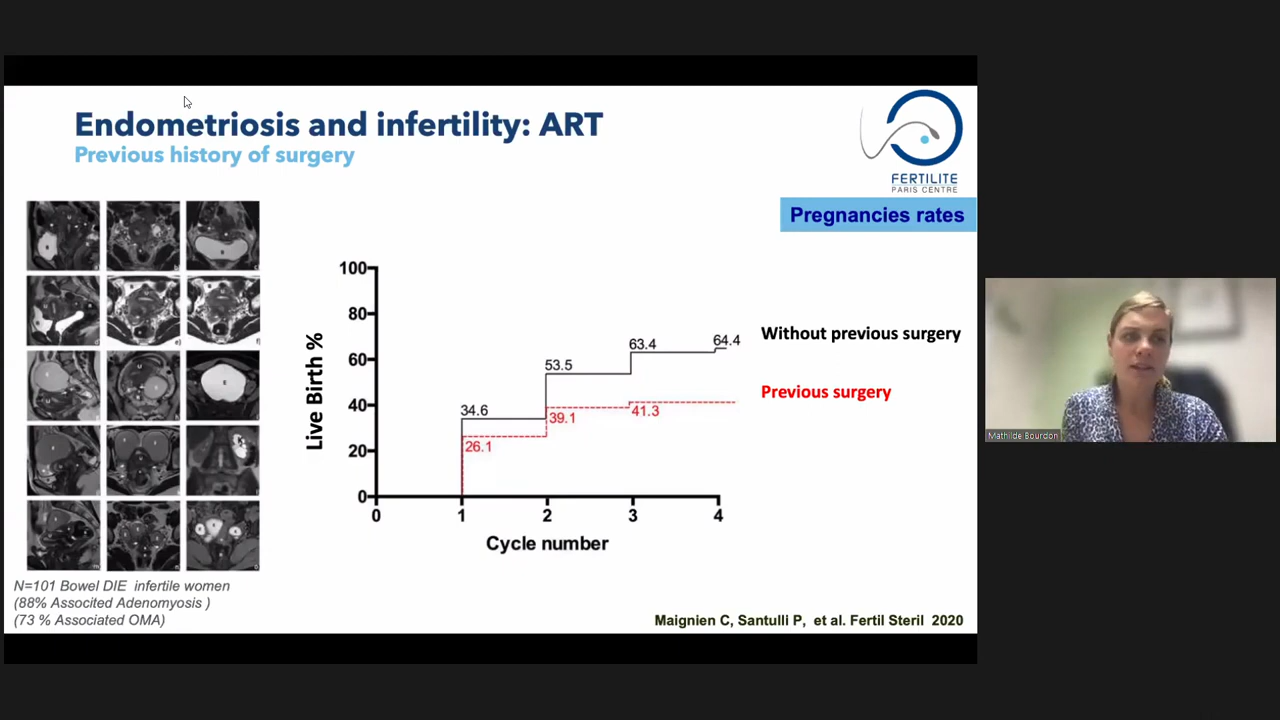 Endometriosis and infertility: ART
Previous history of surgery
FERTILITE
PARIS CENTRE
Pregnancies rates
100
80
60
40
20
0
Live Birth %
0
1
2
3
4
Cycle number
34.6
53.5
63.4
64.4
26.1
39.1
41.3
Without previous surgery
Previous surgery
N=101 Bowel DIE infertile women
(88% Associted Adenomyosis )
(73 % Associated OMA)
Maignien C, Santulli P, et al. Fertil Steril 2020
Mathilde Bourdon